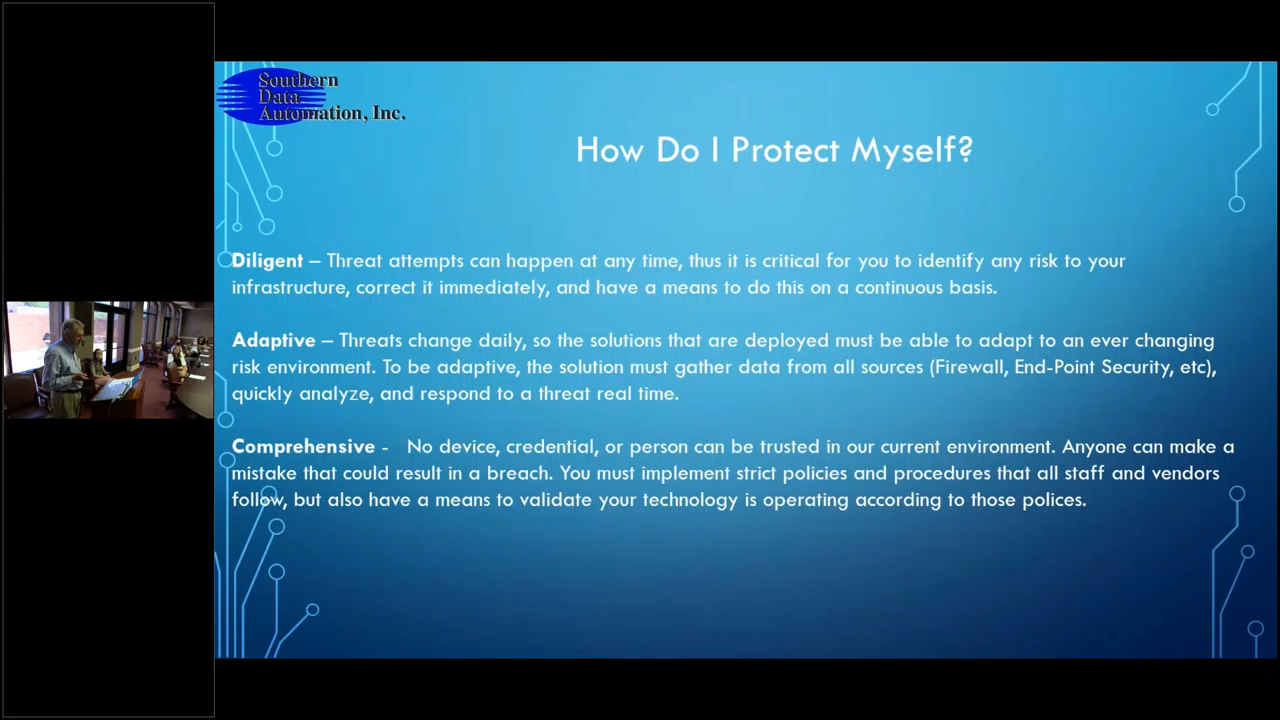 Southern
Data
Automation, Inc.
How Do I Protect Myself?
Diligent – Threat attempts can happen at any time, thus it is critical for you to identify any risk to your
infrastructure, correct it immediately, and have a means to do this on a continuous basis.
Adaptive – Threats change daily, so the solutions that are deployed must be able to adapt to an ever changing
risk environment. To be adaptive, the solution must gather data from all sources (Firewall, End-Point Security, etc),
quickly analyze, and respond to a threat real time.
Comprehensive - No device, credential, or person can be trusted in our current environment. Anyone can make a
mistake that could result in a breach. You must implement strict policies and procedures that all staff and vendors
follow, but also have a means to validate your technology is operating according to those polices.